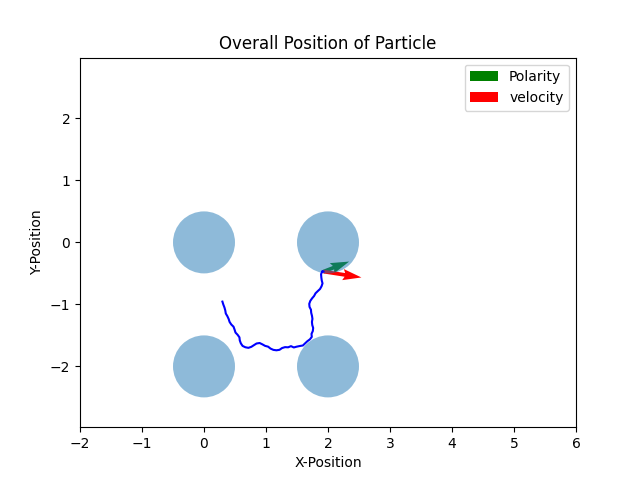 Overall Position of Particle
Polarity
velocity
Y-Position
2
1
0
−1
−2
−2 −1 0 1 2 3 4 5 6
X-Position